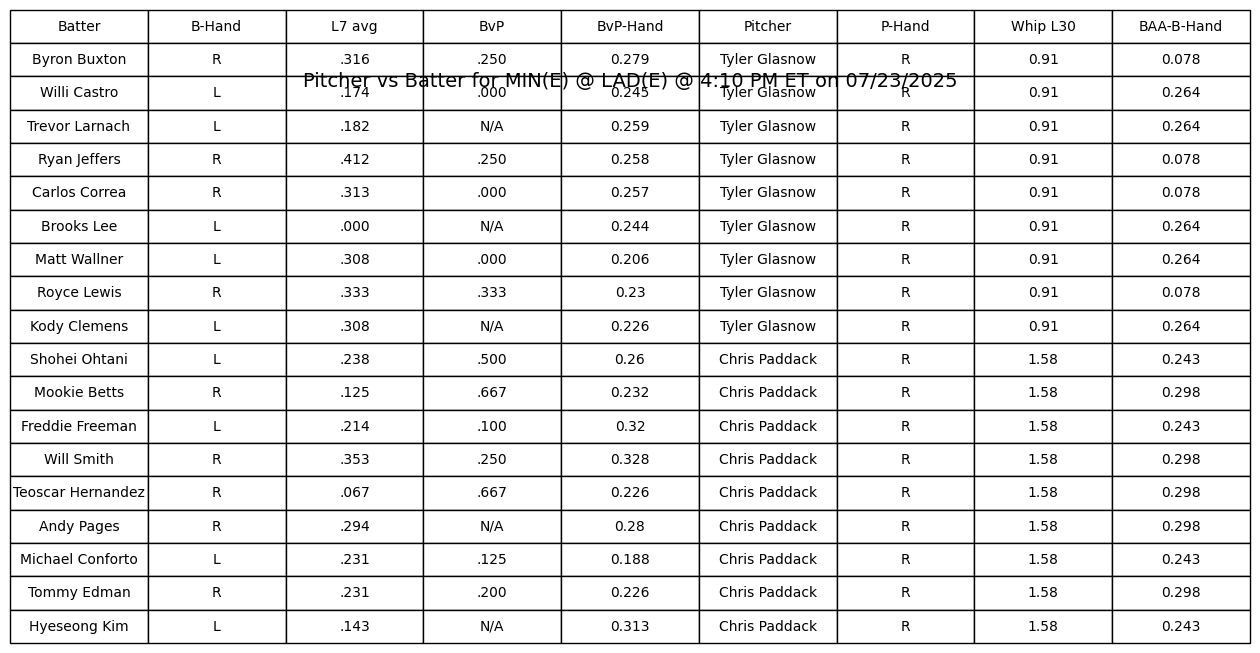 Batter B-Hand L7 avg BvP BvP-Hand Pitcher P-Hand Whip L30 BAA-B-Hand
Byron Buxton R .316 .250 0.279 Tyler Glasnow R 0.91 0.078
Pitcher vs Batter for MIN(E) @ LAD(E) @ 4:10 PM ET on 07/23/2025
Willi Castro L .174 .000 0.245 Tyler Glasnow R 0.91 0.264
Trevor Larnach L .182 N/A 0.259 Tyler Glasnow R 0.91 0.264
Ryan Jeffers R .412 .250 0.258 Tyler Glasnow R 0.91 0.078
Carlos Correa R .313 .000 0.257 Tyler Glasnow R 0.91 0.078
Brooks Lee L .000 N/A 0.244 Tyler Glasnow R 0.91 0.264
Matt Wallner L .308 .000 0.206 Tyler Glasnow R 0.91 0.264
Royce Lewis R .333 .333 0.23 Tyler Glasnow R 0.91 0.078
Kody Clemens L .308 N/A 0.226 Tyler Glasnow R 0.91 0.264
Shohei Ohtani L .238 .500 0.26 Chris Paddack R 1.58 0.243
Mookie Betts R .125 .667 0.232 Chris Paddack R 1.58 0.298
Freddie Freeman L .214 .100 0.32 Chris Paddack R 1.58 0.243
Will Smith R .353 .250 0.328 Chris Paddack R 1.58 0.298
Teoscar Hernandez R .067 .667 0.226 Chris Paddack R 1.58 0.298
Andy Pages R .294 N/A 0.28 Chris Paddack R 1.58 0.298
Michael Conforto L .231 .125 0.188 Chris Paddack R 1.58 0.243
Tommy Edman R .231 .200 0.226 Chris Paddack R 1.58 0.298
Hyeseong Kim L .143 N/A 0.313 Chris Paddack R 1.58 0.243